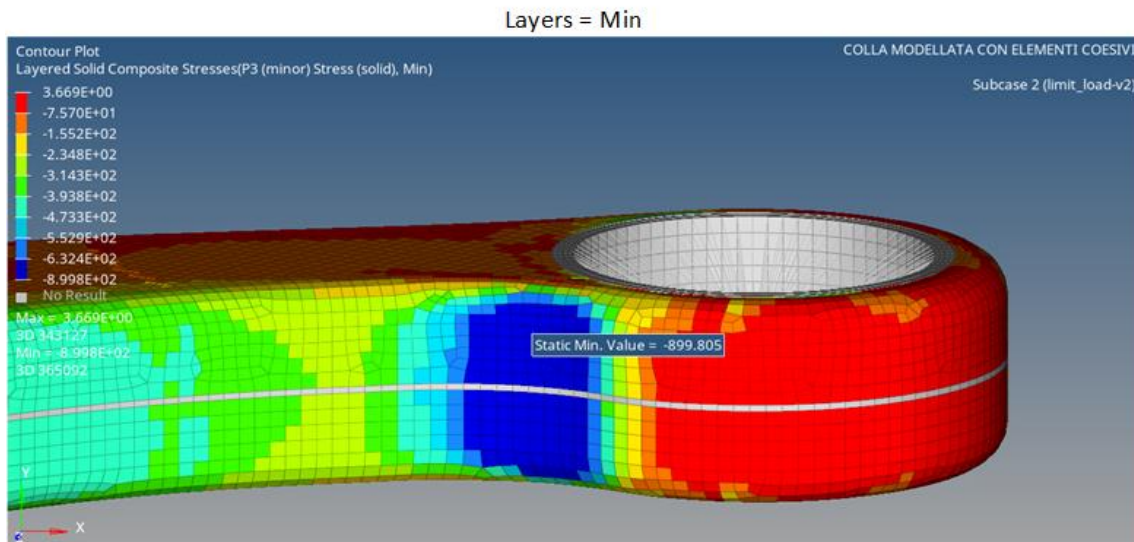 Layers = Min
Contour Plot
Layered Solid Composite Stresses(P3 (minor) Stress (solid), Min)
COLLA MODELLATA CON ELEMENTI COESIVI
Subcase 2 (limit_load-v2)
3.669E+00
-7.570E+01
-1.552E+02
-2.348E+02
-3.143E+02
-3.938E+02
-4.733E+02
-5.529E+02
-6.324E+02
-8.998E+02
No Result
Max = 3.669E+00
3D 343127
Min = -8.998E+02
3D 365092
Static Min. Value = -899.805
Y
X